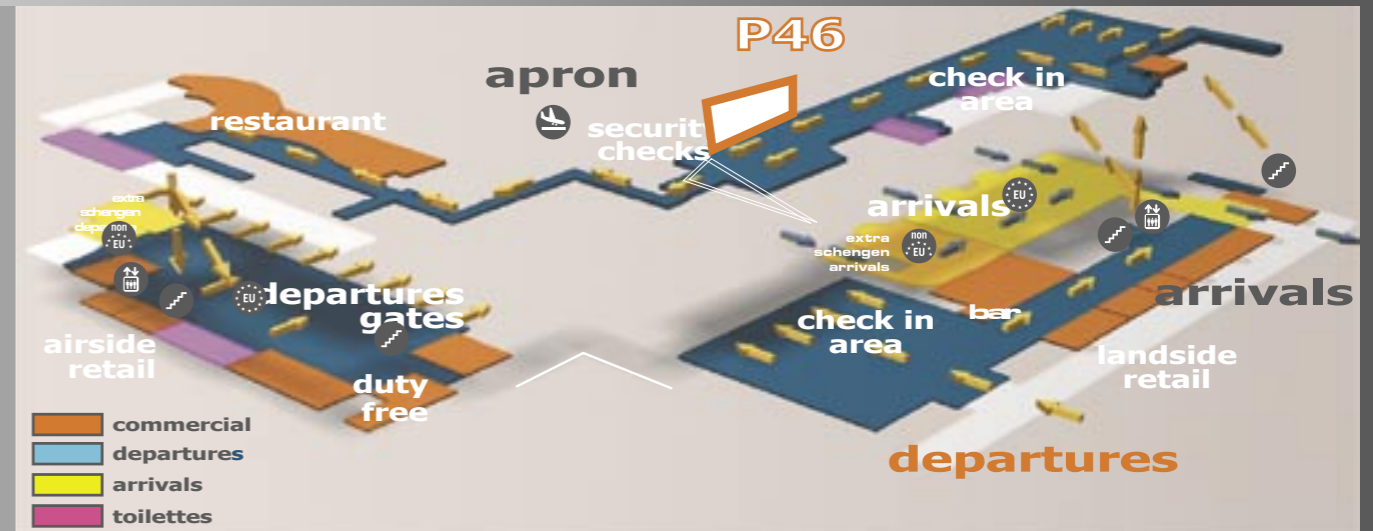 P46
apron
check in
area
restaurant
securit
checks
extra
schengen
non
EU
arrivals
EU
extra
schengen
arrivals
non
EU
EU
departures
gates
arrivals
bar
check in
area
airside
retail
landside
retail
duty
free
commercial
departures
arrivals
toilettes
departures